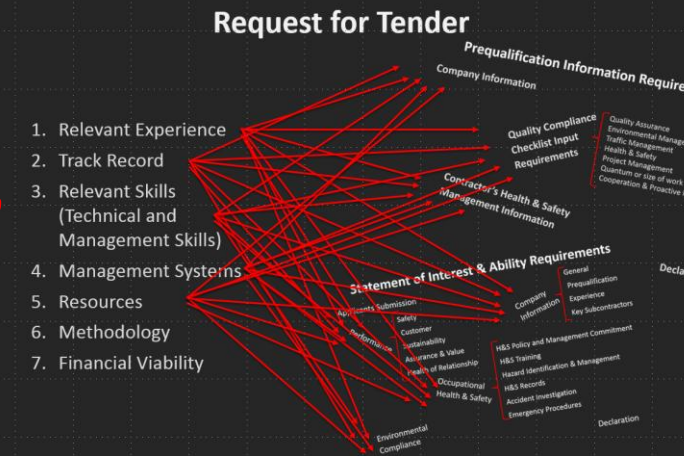 Request for Tender
1. Relevant Experience
2. Track Record
3. Relevant Skills
(Technical and
Management Skills)
4. Management Systems
5. Resources
6. Methodology
7. Financial Viability
Prequalification Information Require
Company Information
Quality Compliance
Checklist Input
Requirements
Quality Assurance
Environmental Manage
Traffic Management
Health & Safety
Project Management
Quantum or size of work
Cooperation & Proactive
Contractor's Health & Safety
Management Information
Statement of Interest & Ability Requirements
Applicants Submission
Performance
Safety
Customer
Sustainability
Assurance & Value
Health of Relationship
Company
Information
General
Prequalification
Experience
Key Subcontractors
Decla
Occupational
Health & Safety
H&S Policy and Management Commitment
H&S Training
Hazard Identification & Management
H&S Records
Accident Investigation
Emergency Procedures
Declaration
Environmental
Compliance